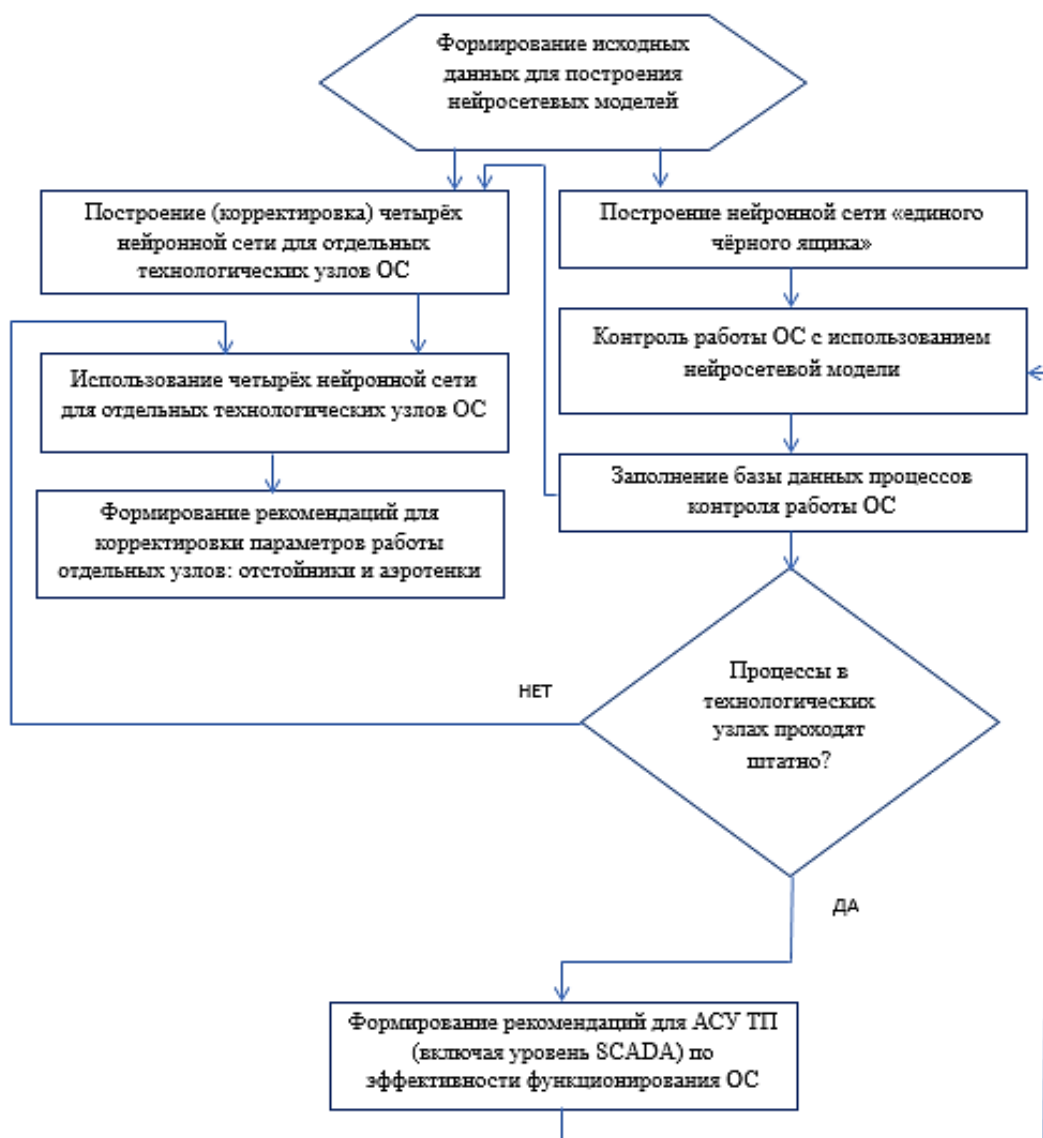 Формирование исходных
данных для построения
нейросетевых моделей
Построение (корректировка) четырёх
нейронной сети для отдельных
технологических узлов ОС
Построение нейронной сети «единого
чёрного ящика»
Использование четырёх нейронной сети
для отдельных технологических узлов ОС
Контроль работы ОС с использованием
нейросетевой модели
Формирование рекомендаций для
корректировки параметров работы
отдельных узлов: отстойники и аэротенки
Заполнение базы данных процессов
контроля работы ОС
Процессы в
технологических
узлах проходят
штатно?
НЕТ
ДА
Формирование рекомендаций для АСУ ТП
(включая уровень SCADA) по
эффективности функционирования ОС